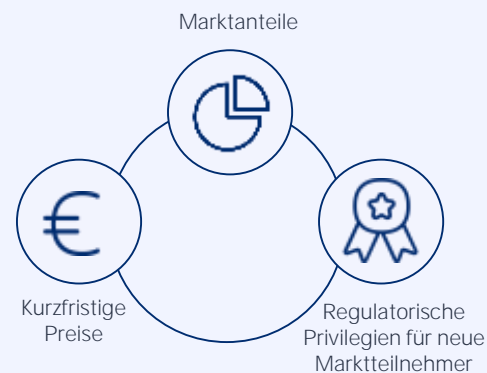 Marktanteile
Kurzfristige
Preise
Regulatorische
Privilegien für neue
Marktteilnehmer